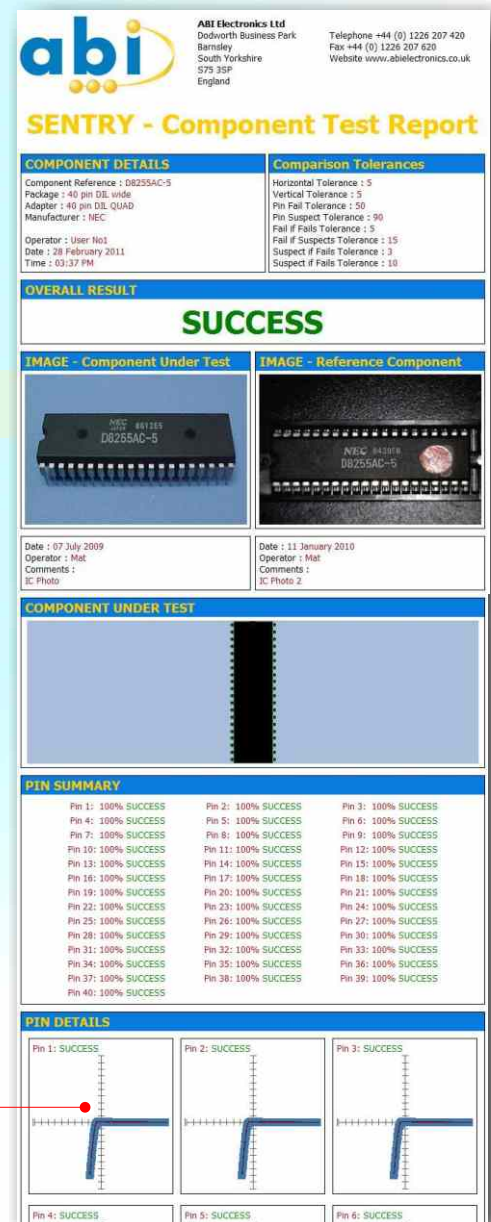 abi
ABI Electronics Ltd
Dodworth Business Park
Barnsley
South Yorkshire
S75 3SP
England
Telephone +44 (0) 1226 207 420
Fax +44 (0) 1226 207 620
Website www.abielectronics.co.uk
SENTRY - Component Test Report
COMPONENT DETAILS
Component Reference : D8255AC-5
Package : 40 pin DIL wide
Adapter : 40 pin DIL QUAD
Manufacturer : NEC
Operator : User No1
Date : 28 February 2011
Time : 03:37 PM
Comparison Tolerances
Horizontal Tolerance : 5
Vertical Tolerance : 5
Pin Fail Tolerance : 50
Pin Suspect Tolerance : 90
Fail if Fails Tolerance : 5
Fail if Suspects Tolerance : 15
Suspect if Fails Tolerance : 3
Suspect if Fails Tolerance : 10
OVERALL RESULT
SUCCESS
IMAGE - Component Under Test
NEC
JAPAN
D8255AC-5
IMAGE - Reference Component
NEC
D8255AC-5
Date : 07 July 2009
Operator : Mat
Comments :
IC Photo
Date : 11 January 2010
Operator : Mat
Comments :
IC Photo 2
COMPONENT UNDER TEST
PIN SUMMARY
Pin 1: 100% SUCCESS Pin 2: 100% SUCCESS Pin 3: 100% SUCCESS
Pin 4: 100% SUCCESS Pin 5: 100% SUCCESS Pin 6: 100% SUCCESS
Pin 7: 100% SUCCESS Pin 8: 100% SUCCESS Pin 9: 100% SUCCESS
Pin 10: 100% SUCCESS Pin 11: 100% SUCCESS Pin 12: 100% SUCCESS
Pin 13: 100% SUCCESS Pin 14: 100% SUCCESS Pin 15: 100% SUCCESS
Pin 16: 100% SUCCESS Pin 17: 100% SUCCESS Pin 18: 100% SUCCESS
Pin 19: 100% SUCCESS Pin 20: 100% SUCCESS Pin 21: 100% SUCCESS
Pin 22: 100% SUCCESS Pin 23: 100% SUCCESS Pin 24: 100% SUCCESS
Pin 25: 100% SUCCESS Pin 26: 100% SUCCESS Pin 27: 100% SUCCESS
Pin 28: 100% SUCCESS Pin 29: 100% SUCCESS Pin 30: 100% SUCCESS
Pin 31: 100% SUCCESS Pin 32: 100% SUCCESS Pin 33: 100% SUCCESS
Pin 34: 100% SUCCESS Pin 35: 100% SUCCESS Pin 36: 100% SUCCESS
Pin 37: 100% SUCCESS Pin 38: 100% SUCCESS Pin 39: 100% SUCCESS
Pin 40: 100% SUCCESS
PIN DETAILS
Pin 1: SUCCESS Pin 2: SUCCESS Pin 3: SUCCESS
Pin 4: SUCCESS Pin 5: SUCCESS Pin 6: SUCCESS